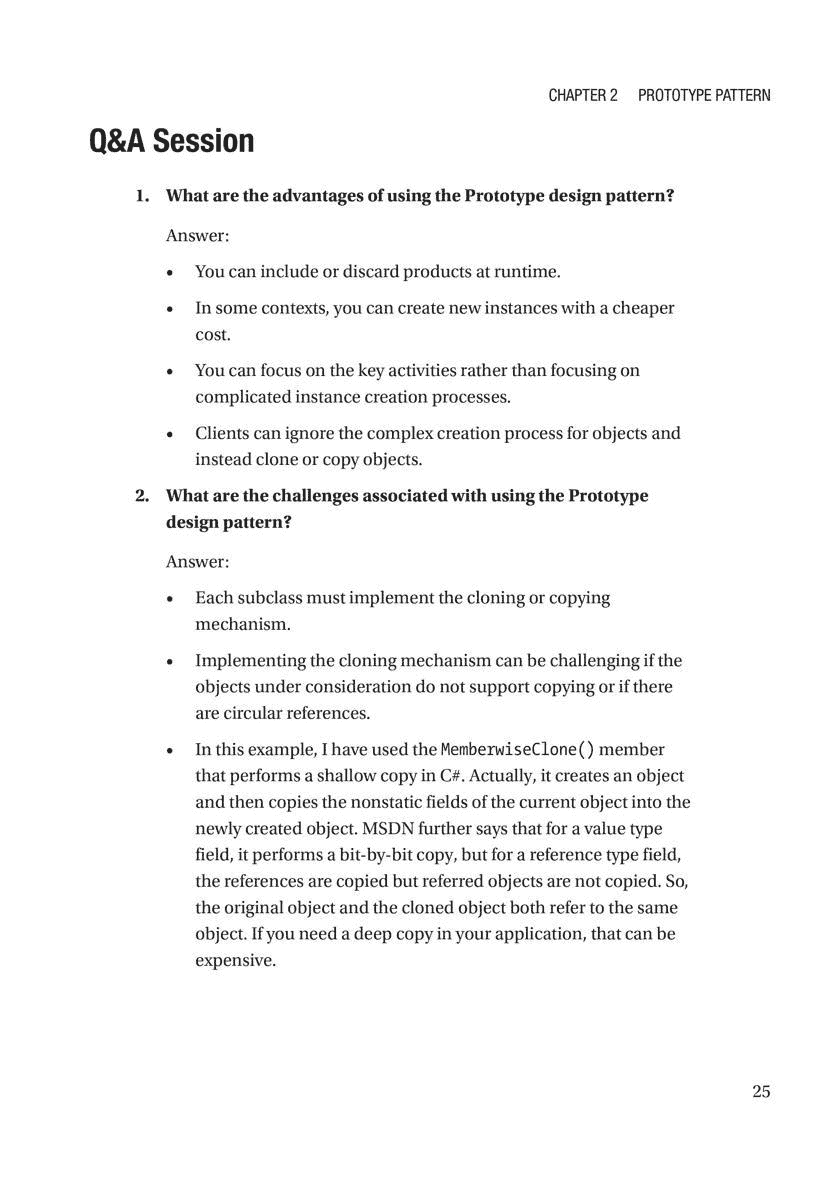 CHAPTER 2 PROTOTYPE PATTERN
Q&A Session
1. What are the advantages of using the Prototype design pattern?
Answer:
• You can include or discard products at runtime.
• In some contexts, you can create new instances with a cheaper
cost.
• You can focus on the key activities rather than focusing on
complicated instance creation processes.
• Clients can ignore the complex creation process for objects and
instead clone or copy objects.
2. What are the challenges associated with using the Prototype
design pattern?
Answer:
• Each subclass must implement the cloning or copying
mechanism.
• Implementing the cloning mechanism can be challenging if the
objects under consideration do not support copying or if there
are circular references.
• In this example, I have used the MemberwiseClone() member
that performs a shallow copy in C#. Actually, it creates an object
and then copies the nonstatic fields of the current object into the
newly created object. MSDN further says that for a value type
field, it performs a bit-by-bit copy, but for a reference type field,
the references are copied but referred objects are not copied. So,
the original object and the cloned object both refer to the same
object. If you need a deep copy in your application, that can be
expensive.
25